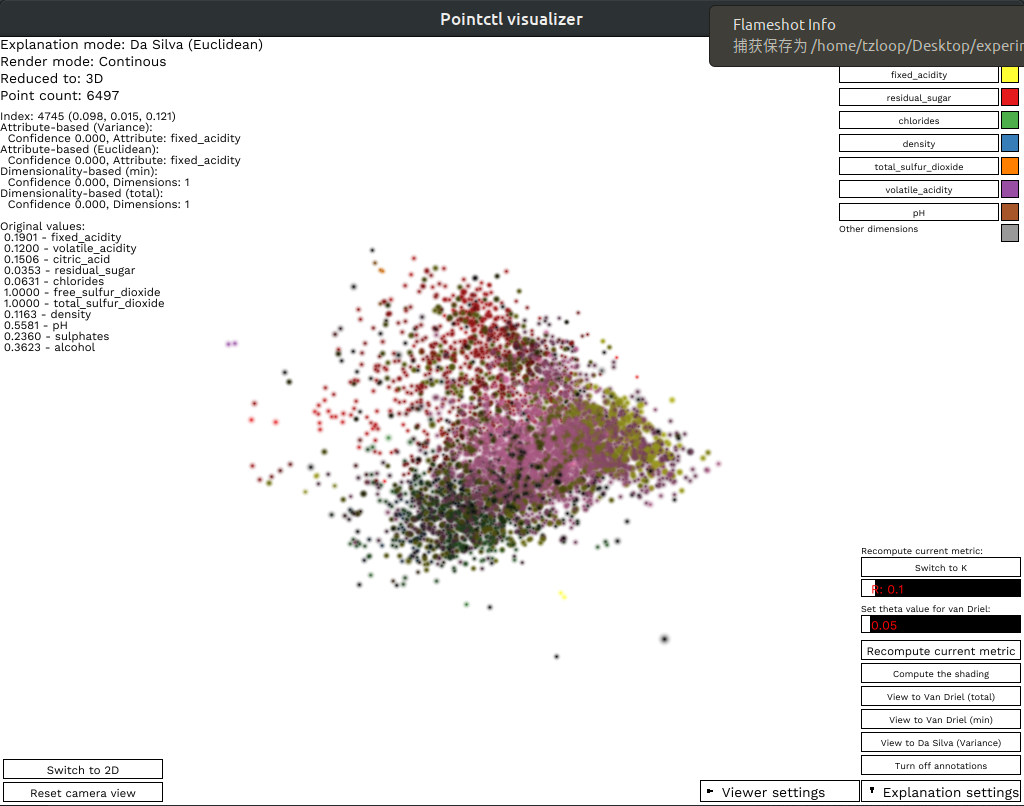 Pointctl visualizer
Flameshot Info
捕获保存为 /home/tzloop/Desktop/experim
Explanation mode: Da Silva (Euclidean)
Render mode: Continous
Reduced to: 3D
Point count: 6497
Index: 4745 (0.098, 0.015, 0.121)
Attribute-based (Variance):
Confidence 0.000, Attribute: fixed_acidity
Attribute-based (Euclidean):
Confidence 0.000, Attribute: fixed_acidity
Dimensionality-based (min):
Confidence 0.000, Dimensions: 1
Dimensionality-based (total):
Confidence 0.000, Dimensions: 1
Original values:
0.1901 - fixed_acidity
0.1200 - volatile_acidity
0.1506 - citric_acid
0.0353 - residual_sugar
0.0631 - chlorides
1.0000 - free_sulfur_dioxide
1.0000 - total_sulfur_dioxide
0.1163 - density
0.5581 - pH
0.2360 - sulphates
0.3623 - alcohol
fixed_acidity
residual_sugar
chlorides
density
total_sulfur_dioxide
volatile_acidity
pH
Other dimensions
Recompute current metric:
Switch to K
R: 0.1
Set theta value for van Driel:
0.05
Recompute current metric
Compute the shading
View to Van Driel (total)
View to Van Driel (min)
View to Da Silva (Variance)
Turn off annotations
Switch to 2D
Reset camera view
Viewer settings
Explanation settings